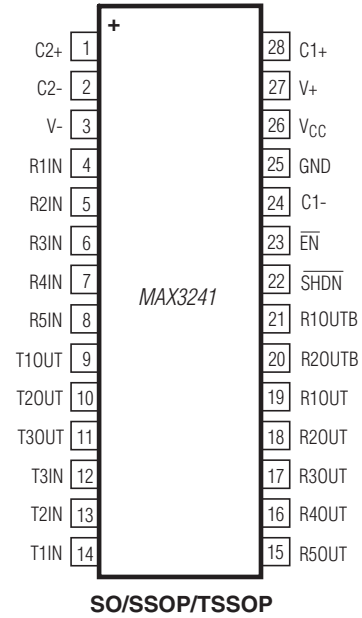 +
C2+ 1 28 C1+
C2- 2 27 V+
V- 3 26 VCC
R1IN 4 25 GND
R2IN 5 24 C1-
R3IN 6 23 E̅N̅
R4IN 7 22 S̅H̅D̅N̅
MAX3241
R5IN 8 21 R1OUTB
T1OUT 9 20 R2OUTB
T2OUT 10 19 R1OUT
T3OUT 11 18 R2OUT
T3IN 12 17 R3OUT
T2IN 13 16 R4OUT
T1IN 14 15 R5OUT
SO/SSOP/TSSOP